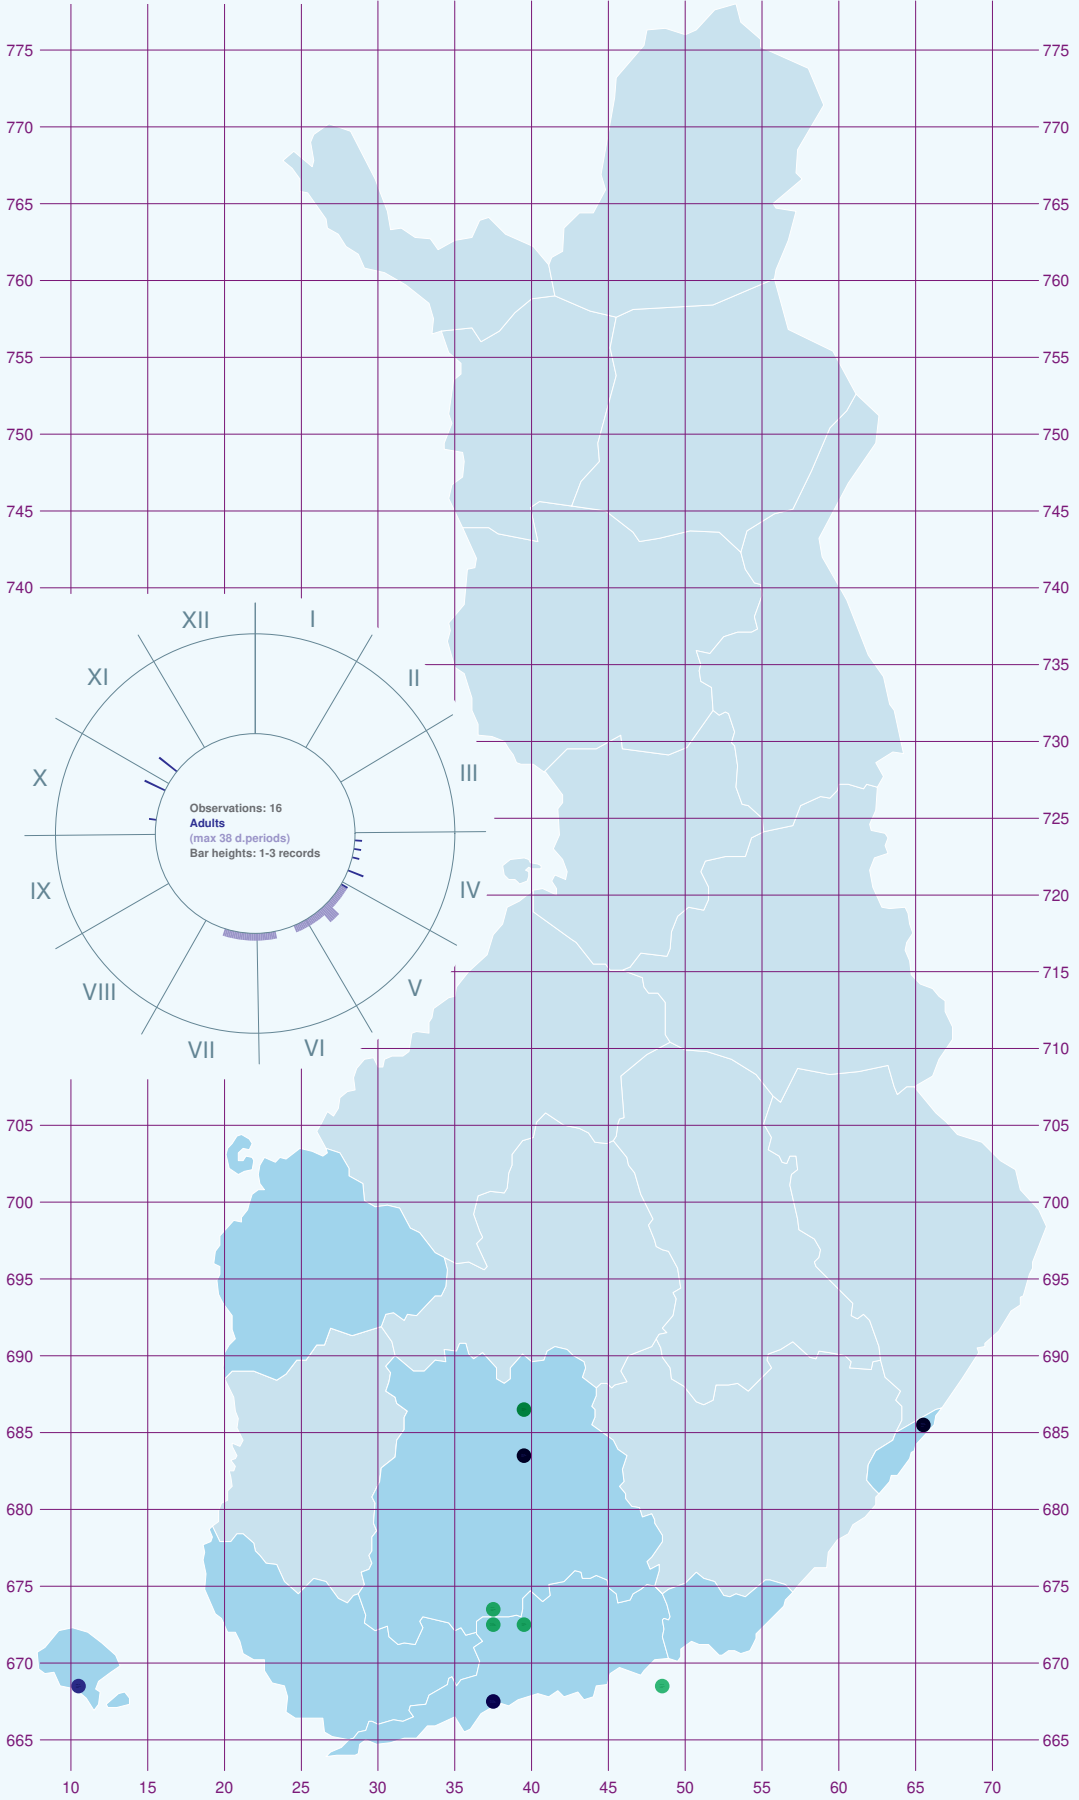 775 775
770 770
765 765
760 760
755 755
750 750
745 745
740 740
XII I
XI II
735 735
730 730
X III
Observations: 16
Adults
(max 38 d.periods)
Bar heights: 1-3 records
725 725
IX IV
720 720
VIII V
715 715
VII VI
710 710
705 705
700 700
695 695
690 690
685 685
680 680
675 675
670 670
665 665
10 15 20 25 30 35 40 45 50 55 60 65 70